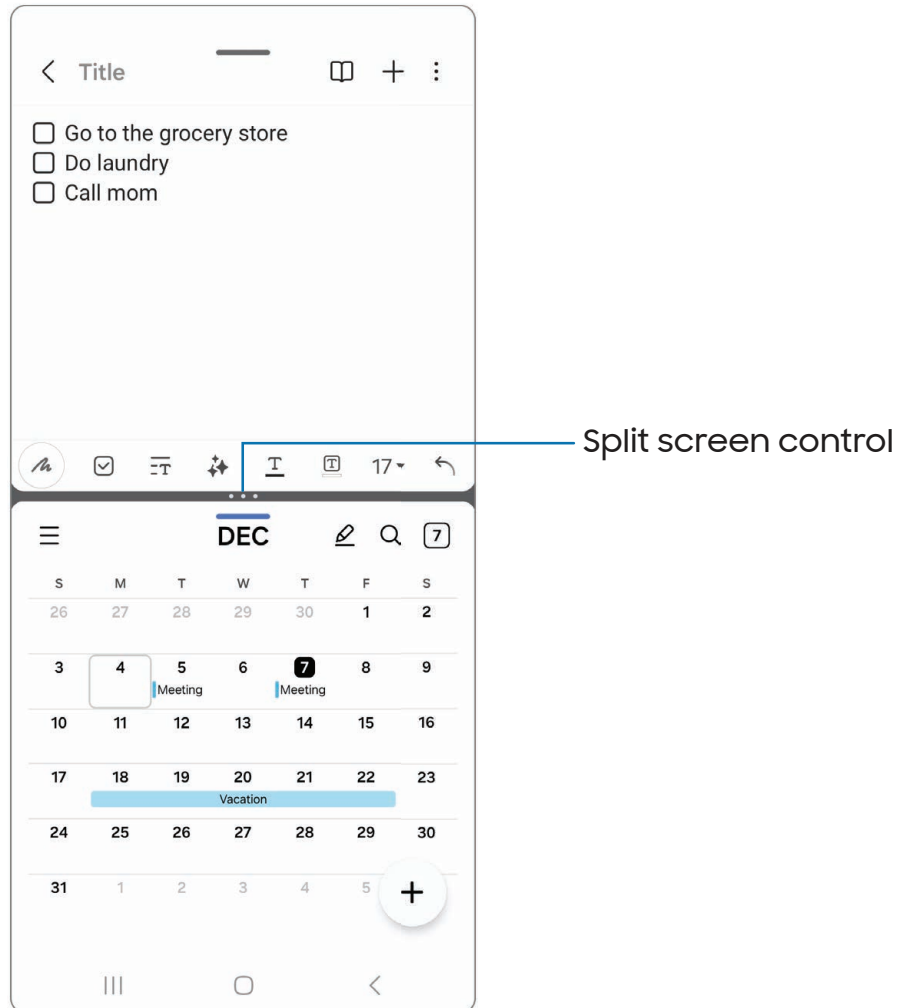 Title
Go to the grocery store
Do laundry
Call mom
T T T 17
Split screen control
DEC 7
S M T W T F S
26 27 28 29 30 1 2
3 4 5 6 7 8 9
Meeting Meeting
10 11 12 13 14 15 16
17 18 19 20 21 22 23
Vacation
24 25 26 27 28 29 30
31 1 2 3 4 5